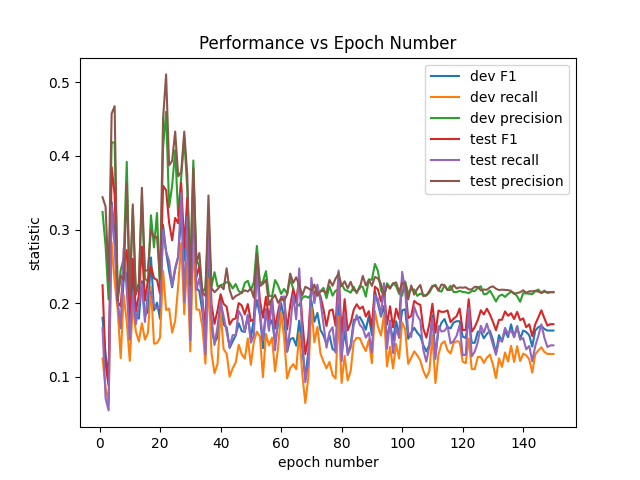 Performance vs Epoch Number
dev F1
dev recall
dev precision
test F1
test recall
test precision
statistic
0.5
0.4
0.3
0.2
0.1
0 20 40 60 80 100 120 140
epoch number